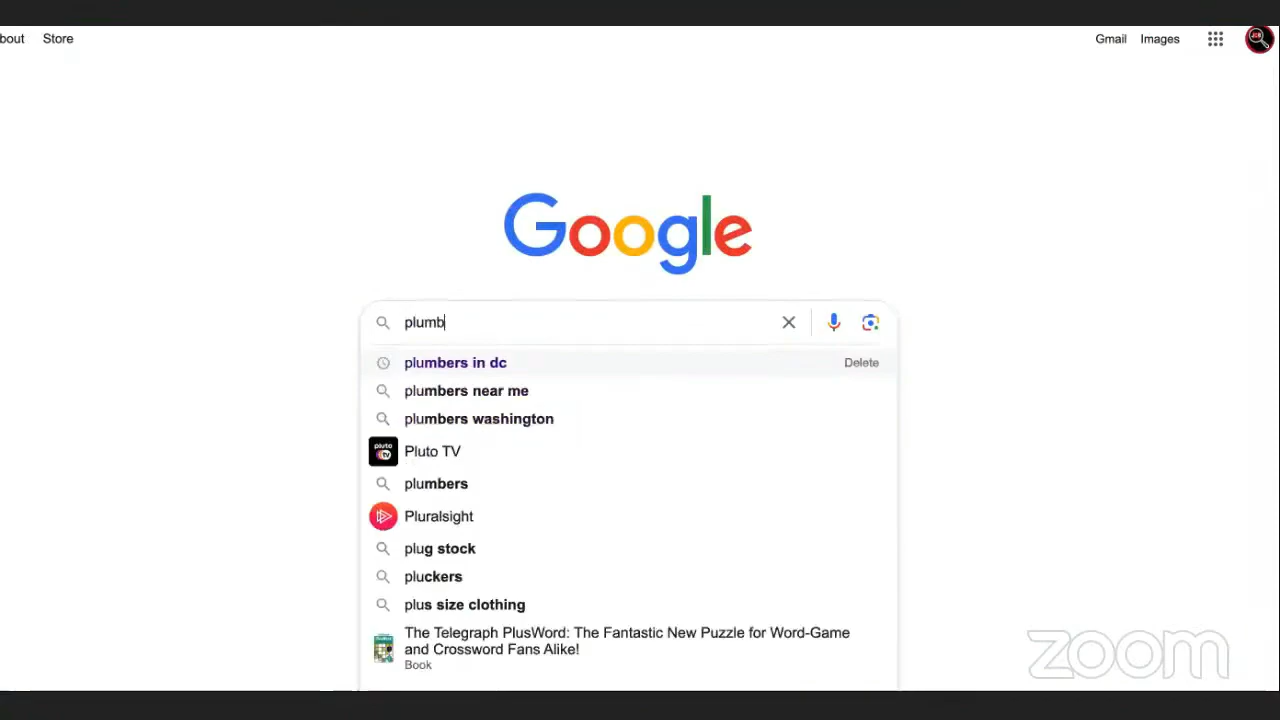 bout Store Gmail Images
Google
plumb
plumbers in dc Delete
plumbers near me
plumbers washington
pluto tv Pluto TV
plumbers
Pluralsight
plug stock
pluckers
plus size clothing
The Telegraph PlusWord: The Fantastic New Puzzle for Word-Game
and Crossword Fans Alike!
Book
zoom